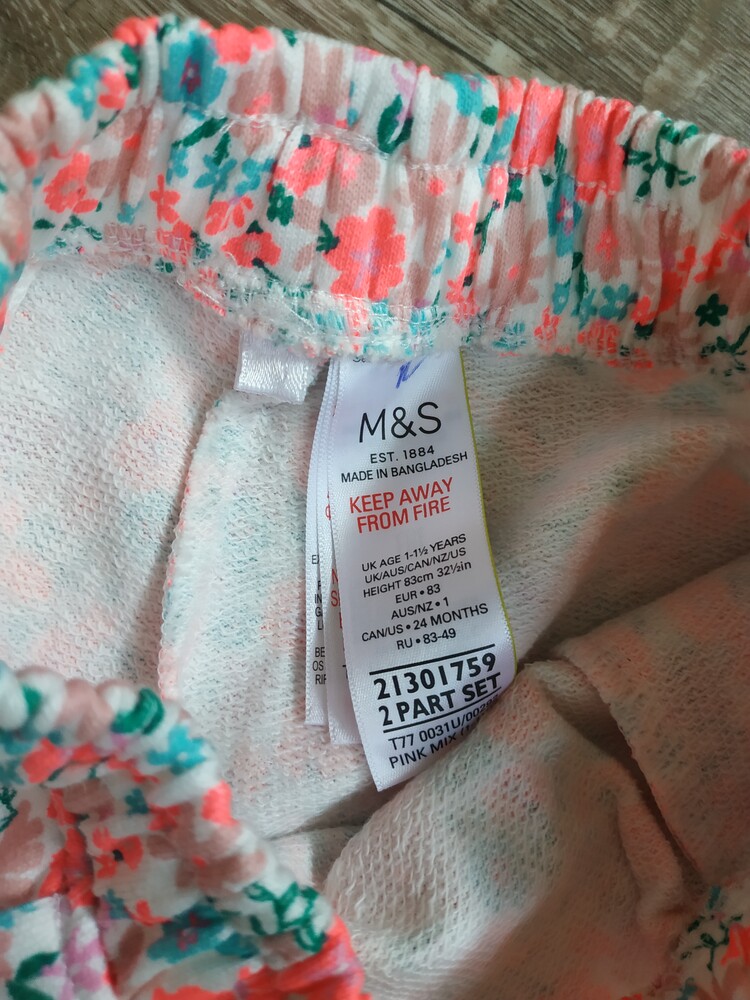 M&S
EST. 1884
MADE IN BANGLADESH
KEEP AWAY
FROM FIRE
UK AGE 1-1½ YEARS
UK/AUS/CAN/NZ/US
HEIGHT 83cm 32½in
EUR • 83
AUS/NZ • 1
CAN/US • 24 MONTHS
RU • 83-49
21301759
2 PART SET
T77 0031U
PINK MIX